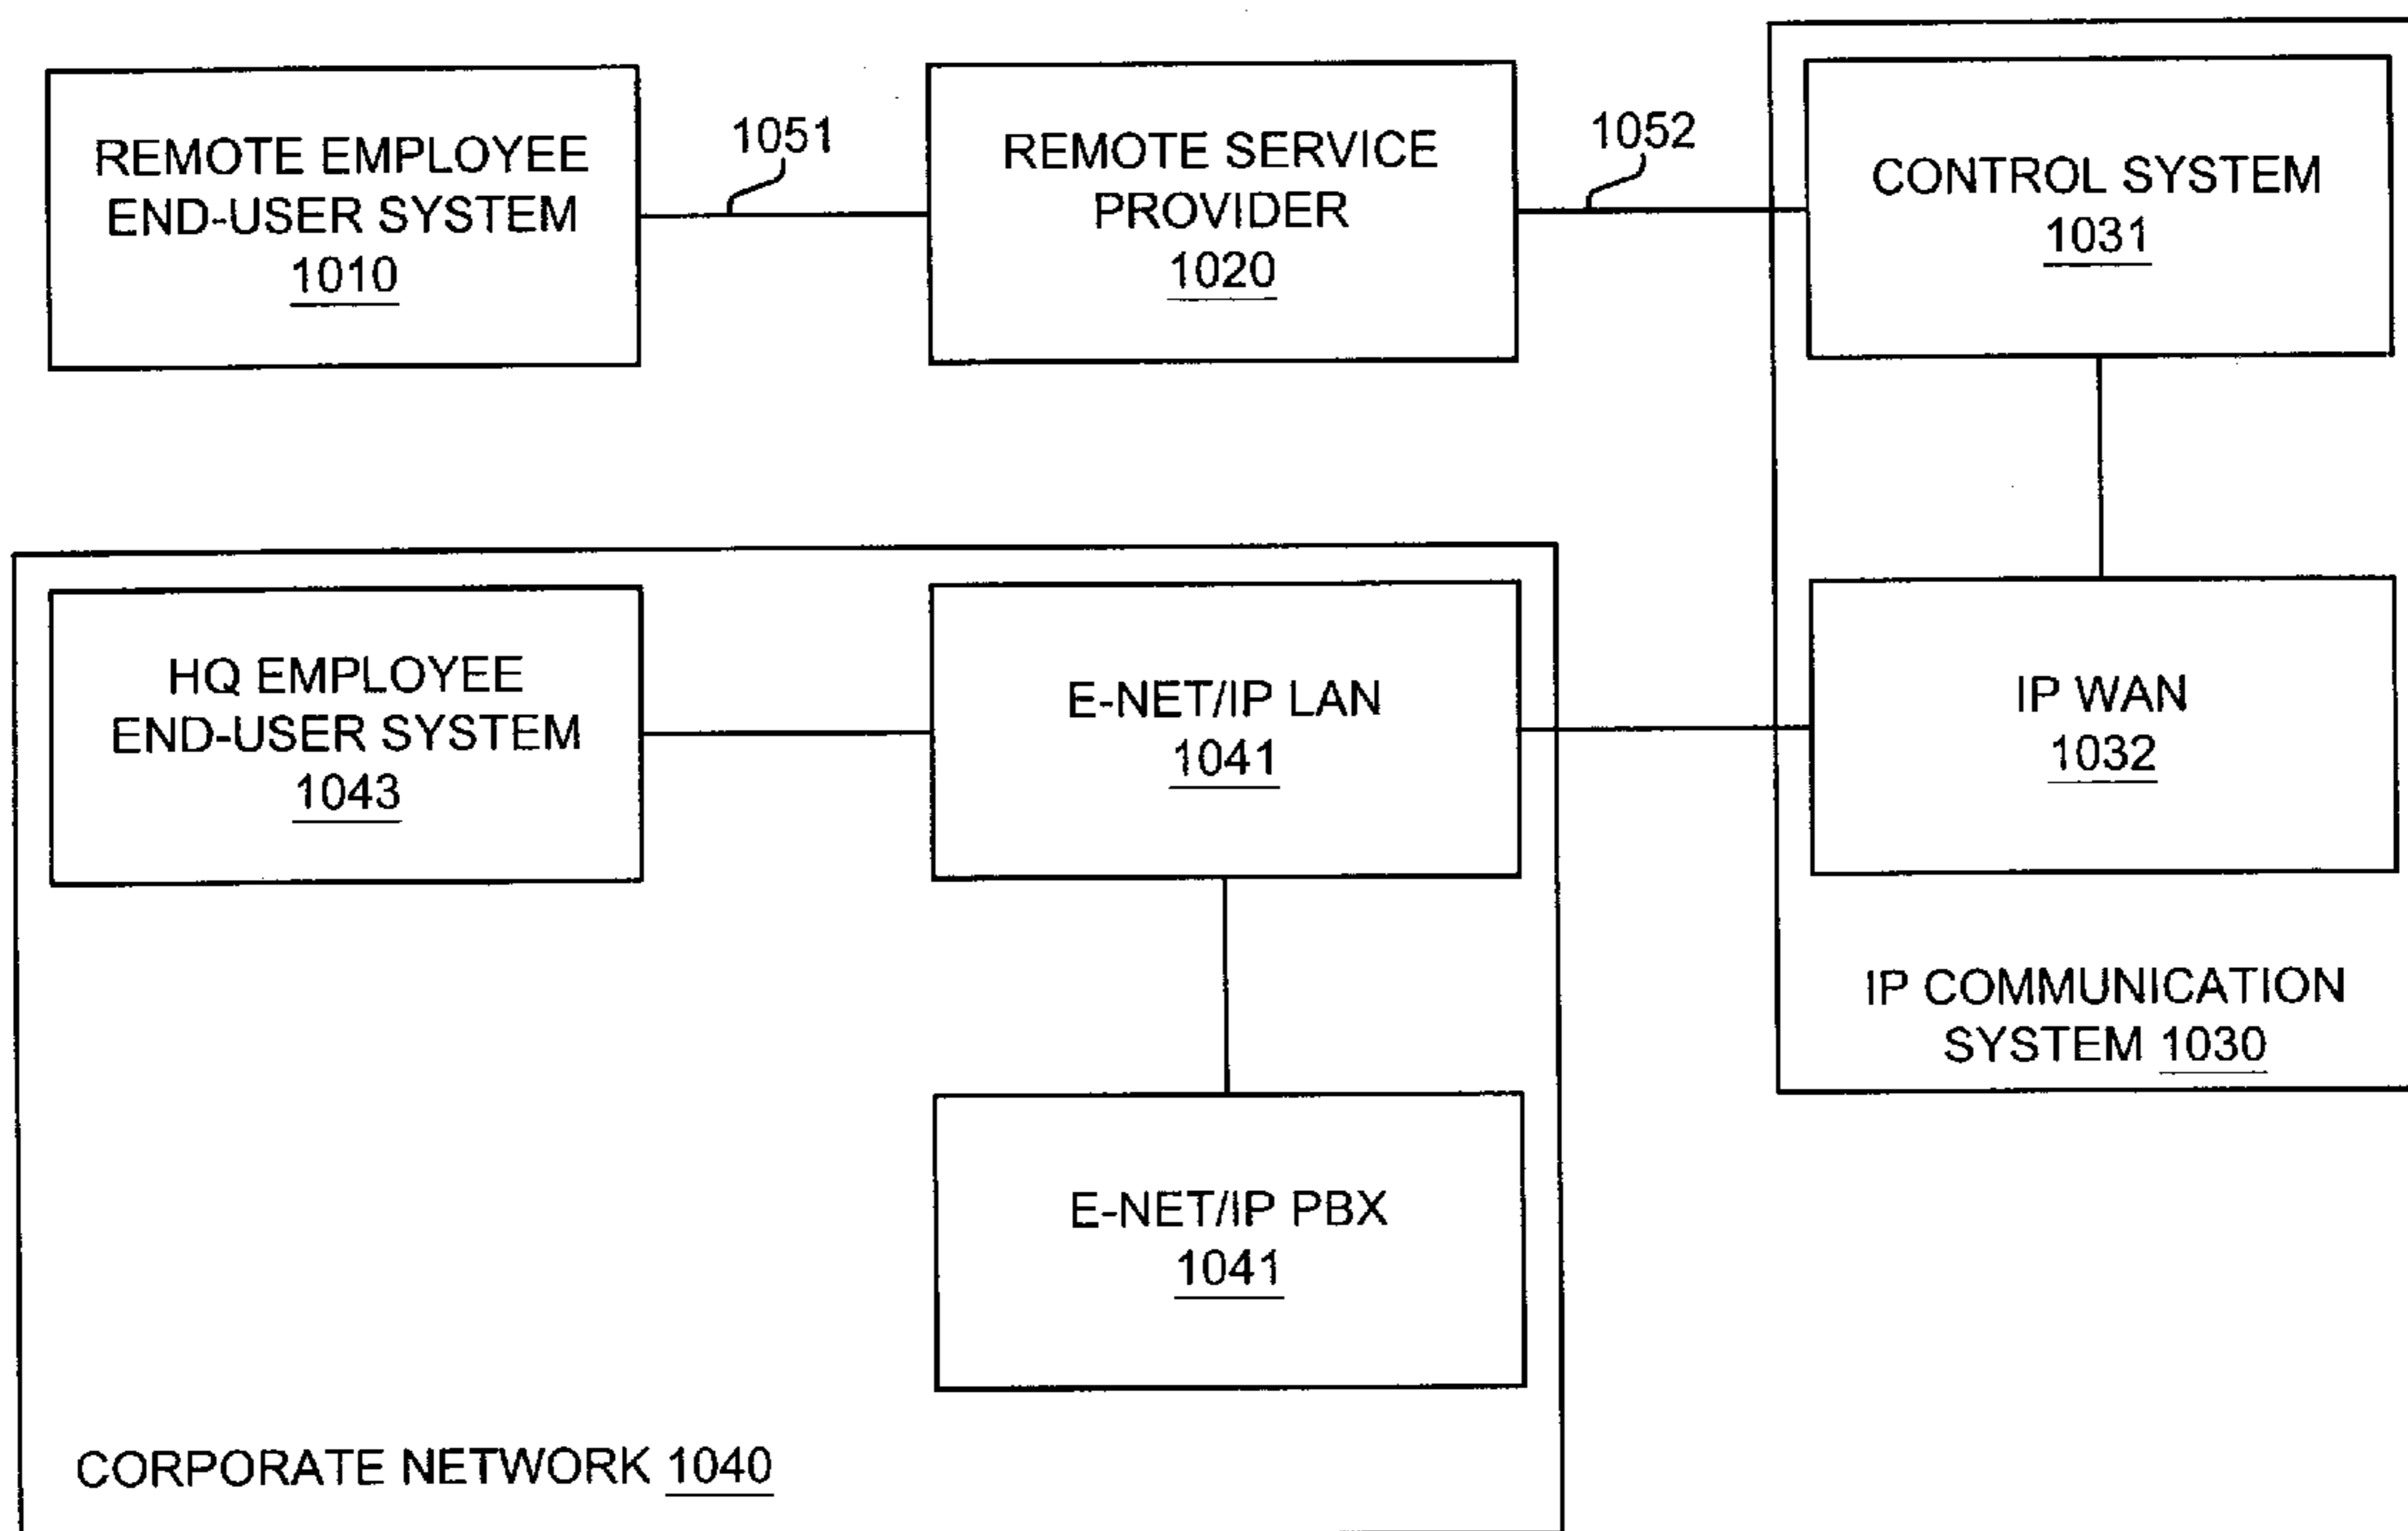 REMOTE EMPLOYEE
END-USER SYSTEM
1010
1051
REMOTE SERVICE
PROVIDER
1020
1052
CONTROL SYSTEM
1031
HQ EMPLOYEE
END-USER SYSTEM
1043
E-NET/IP LAN
1041
IP WAN
1032
IP COMMUNICATION
SYSTEM 1030
E-NET/IP PBX
1041
CORPORATE NETWORK 1040